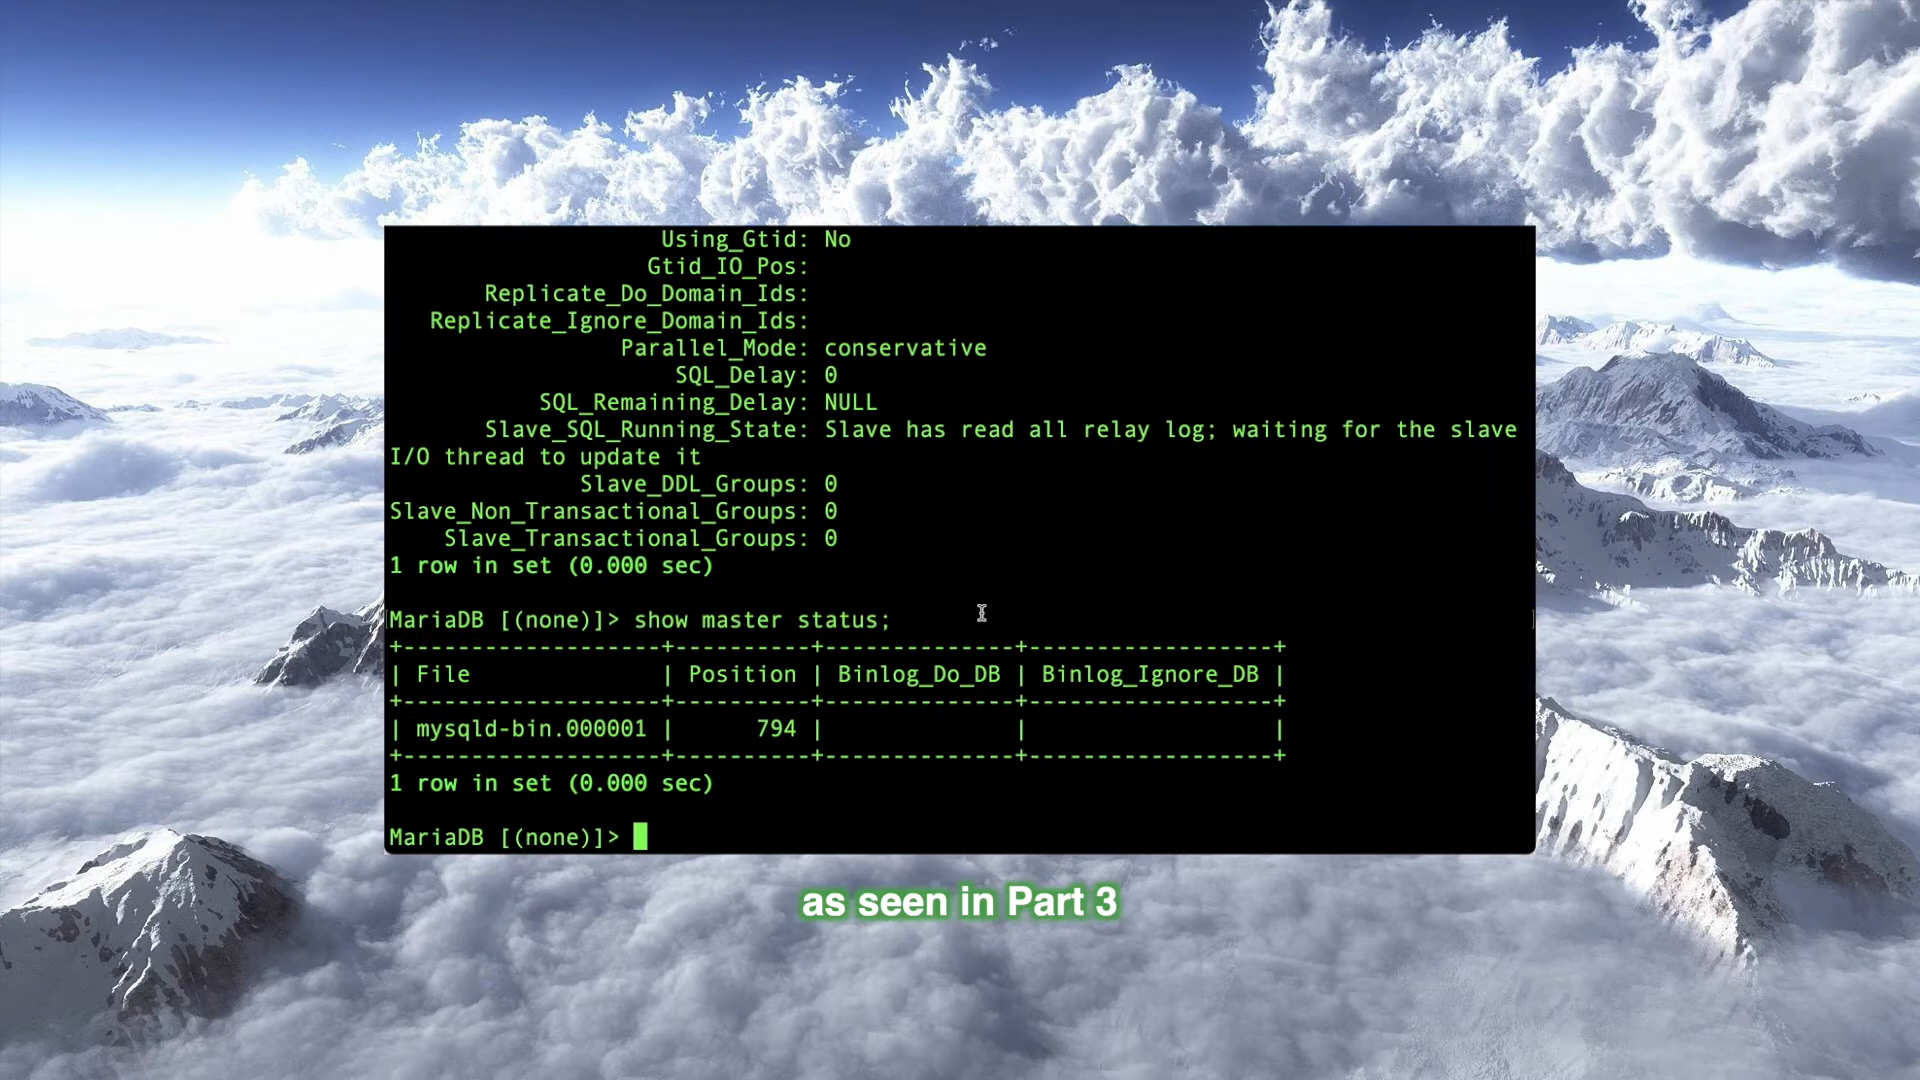 Using_Gtid: No
Gtid_IO_Pos:
Replicate_Do_Domain_Ids:
Replicate_Ignore_Domain_Ids:
Parallel_Mode: conservative
SQL_Delay: 0
SQL_Remaining_Delay: NULL
Slave_SQL_Running_State: Slave has read all relay log; waiting for the slave
I/O thread to update it
Slave_DDL_Groups: 0
Slave_Non_Transactional_Groups: 0
Slave_Transactional_Groups: 0
1 row in set (0.000 sec)
MariaDB [(none)]> show master status;
+-------------------+----------+--------------+------------------+
| File              | Position | Binlog_Do_DB | Binlog_Ignore_DB |
+-------------------+----------+--------------+------------------+
| mysqld-bin.000001 |      794 |              |                  |
+-------------------+----------+--------------+------------------+
1 row in set (0.000 sec)
MariaDB [(none)]>
as seen in Part 3